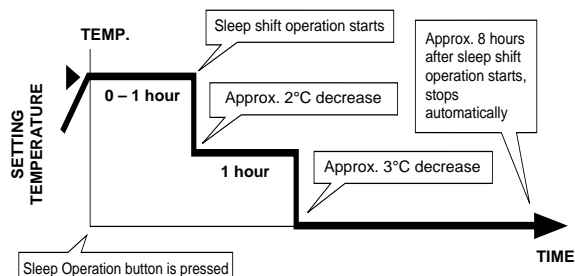 TEMP.
Sleep shift operation starts
Approx. 8 hours
after sleep shift
operation starts,
stops
automatically
0 – 1 hour
Approx. 2°C decrease
SETTING
TEMPERATURE
1 hour
Approx. 3°C decrease
TIME
Sleep Operation button is pressed